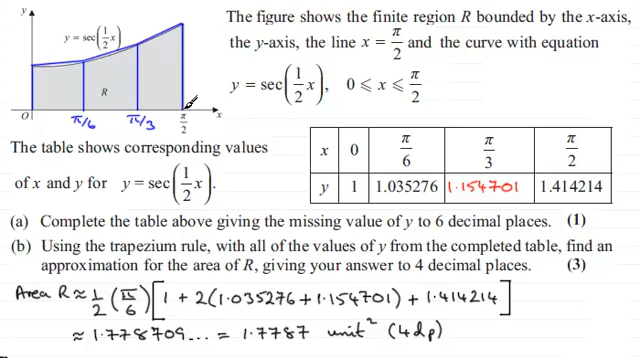 y
y = sec(1/2 x)
R
O π/6 π/3 π/2 x
The figure shows the finite region R bounded by the x-axis,
the y-axis, the line x = π/2 and the curve with equation
y = sec(1/2 x), 0 ⩽ x ⩽ π/2
The table shows corresponding values
of x and y for y = sec(1/2 x).
x 0 π/6 π/3 π/2
y 1 1.035276 1.154701 1.414214
(a) Complete the table above giving the missing value of y to 6 decimal places. (1)
(b) Using the trapezium rule, with all of the values of y from the completed table, find an
approximation for the area of R, giving your answer to 4 decimal places. (3)
Area R ≈ 1/2 (π/6) [1 + 2(1.035276 + 1.154701) + 1.414214]
≈ 1.778709... = 1.7787 unit² (4dp)